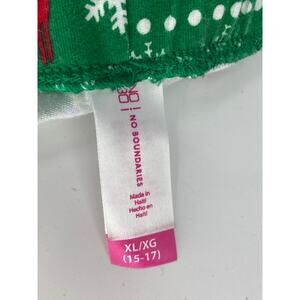 NO BOUNDARIES
Made in
Haiti
Hecho en
Haití
XL/XG
(15-17)